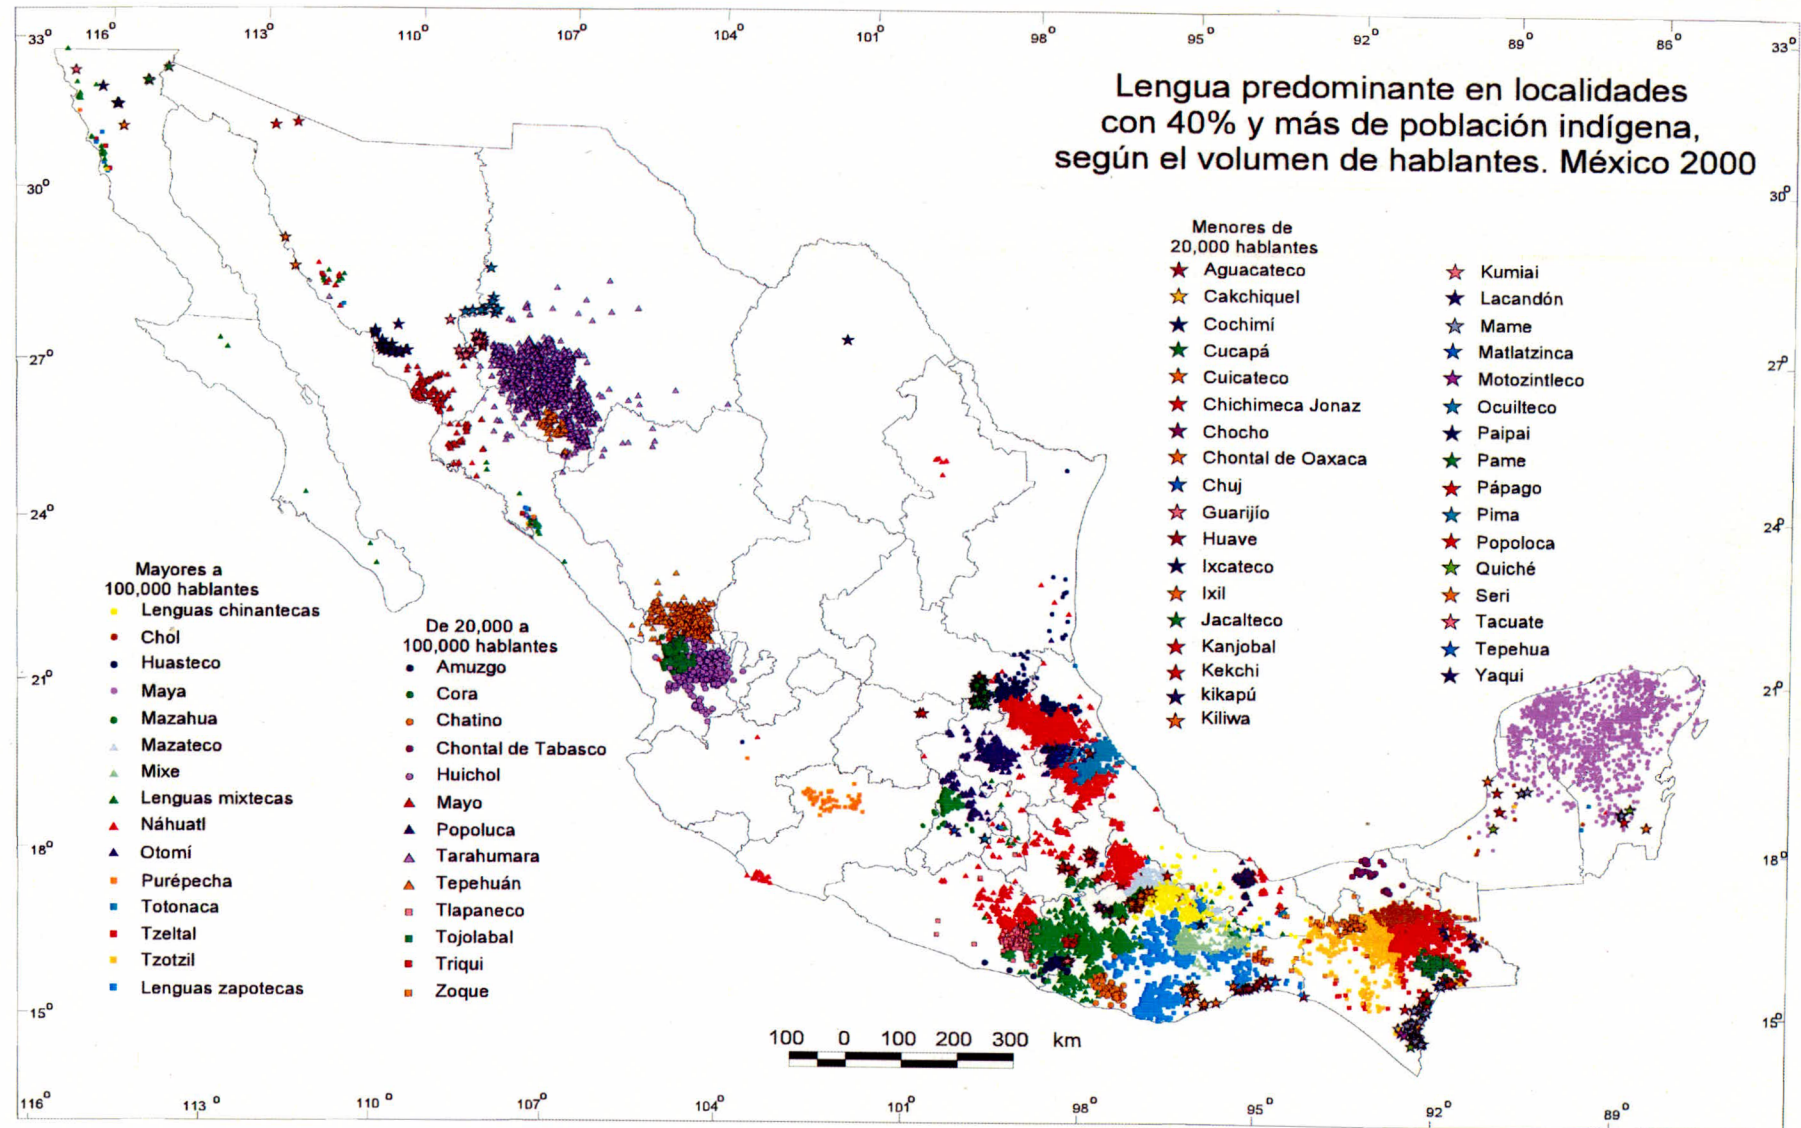 116° 113° 110° 107° 104° 101° 98° 95° 92° 89° 86°
33° 33°
Lengua predominante en localidades
con 40% y más de población indígena,
según el volumen de hablantes. México 2000
30° 30°
27° 27°
24° 24°
21° 21°
18° 18°
15° 15°
Menores de
20,000 hablantes
Aguacateco
Cakchiquel
Cochimí
Cucapá
Cuicateco
Chichimeca Jonaz
Chocho
Chontal de Oaxaca
Chuj
Guarijío
Huave
Ixcateco
Ixil
Jacalteco
Kanjobal
Kekchi
kikapú
Kiliwa
Kumiai
Lacandón
Mame
Matlatzinca
Motozintleco
Ocuilteco
Paipai
Pame
Pápago
Pima
Popoloca
Quiché
Seri
Tacuate
Tepehua
Yaqui
Mayores a
100,000 hablantes
Lenguas chinantecas
Chol
Huasteco
Maya
Mazahua
Mazateco
Mixe
Lenguas mixtecas
Náhuatl
Otomí
Purépecha
Totonaca
Tzeltal
Tzotzil
Lenguas zapotecas
De 20,000 a
100,000 hablantes
Amuzgo
Cora
Chatino
Chontal de Tabasco
Huichol
Mayo
Popoluca
Tarahumara
Tepehuán
Tlapaneco
Tojolabal
Triqui
Zoque
100 0 100 200 300 km
116° 113° 110° 107° 104° 101° 98° 95° 92° 89°